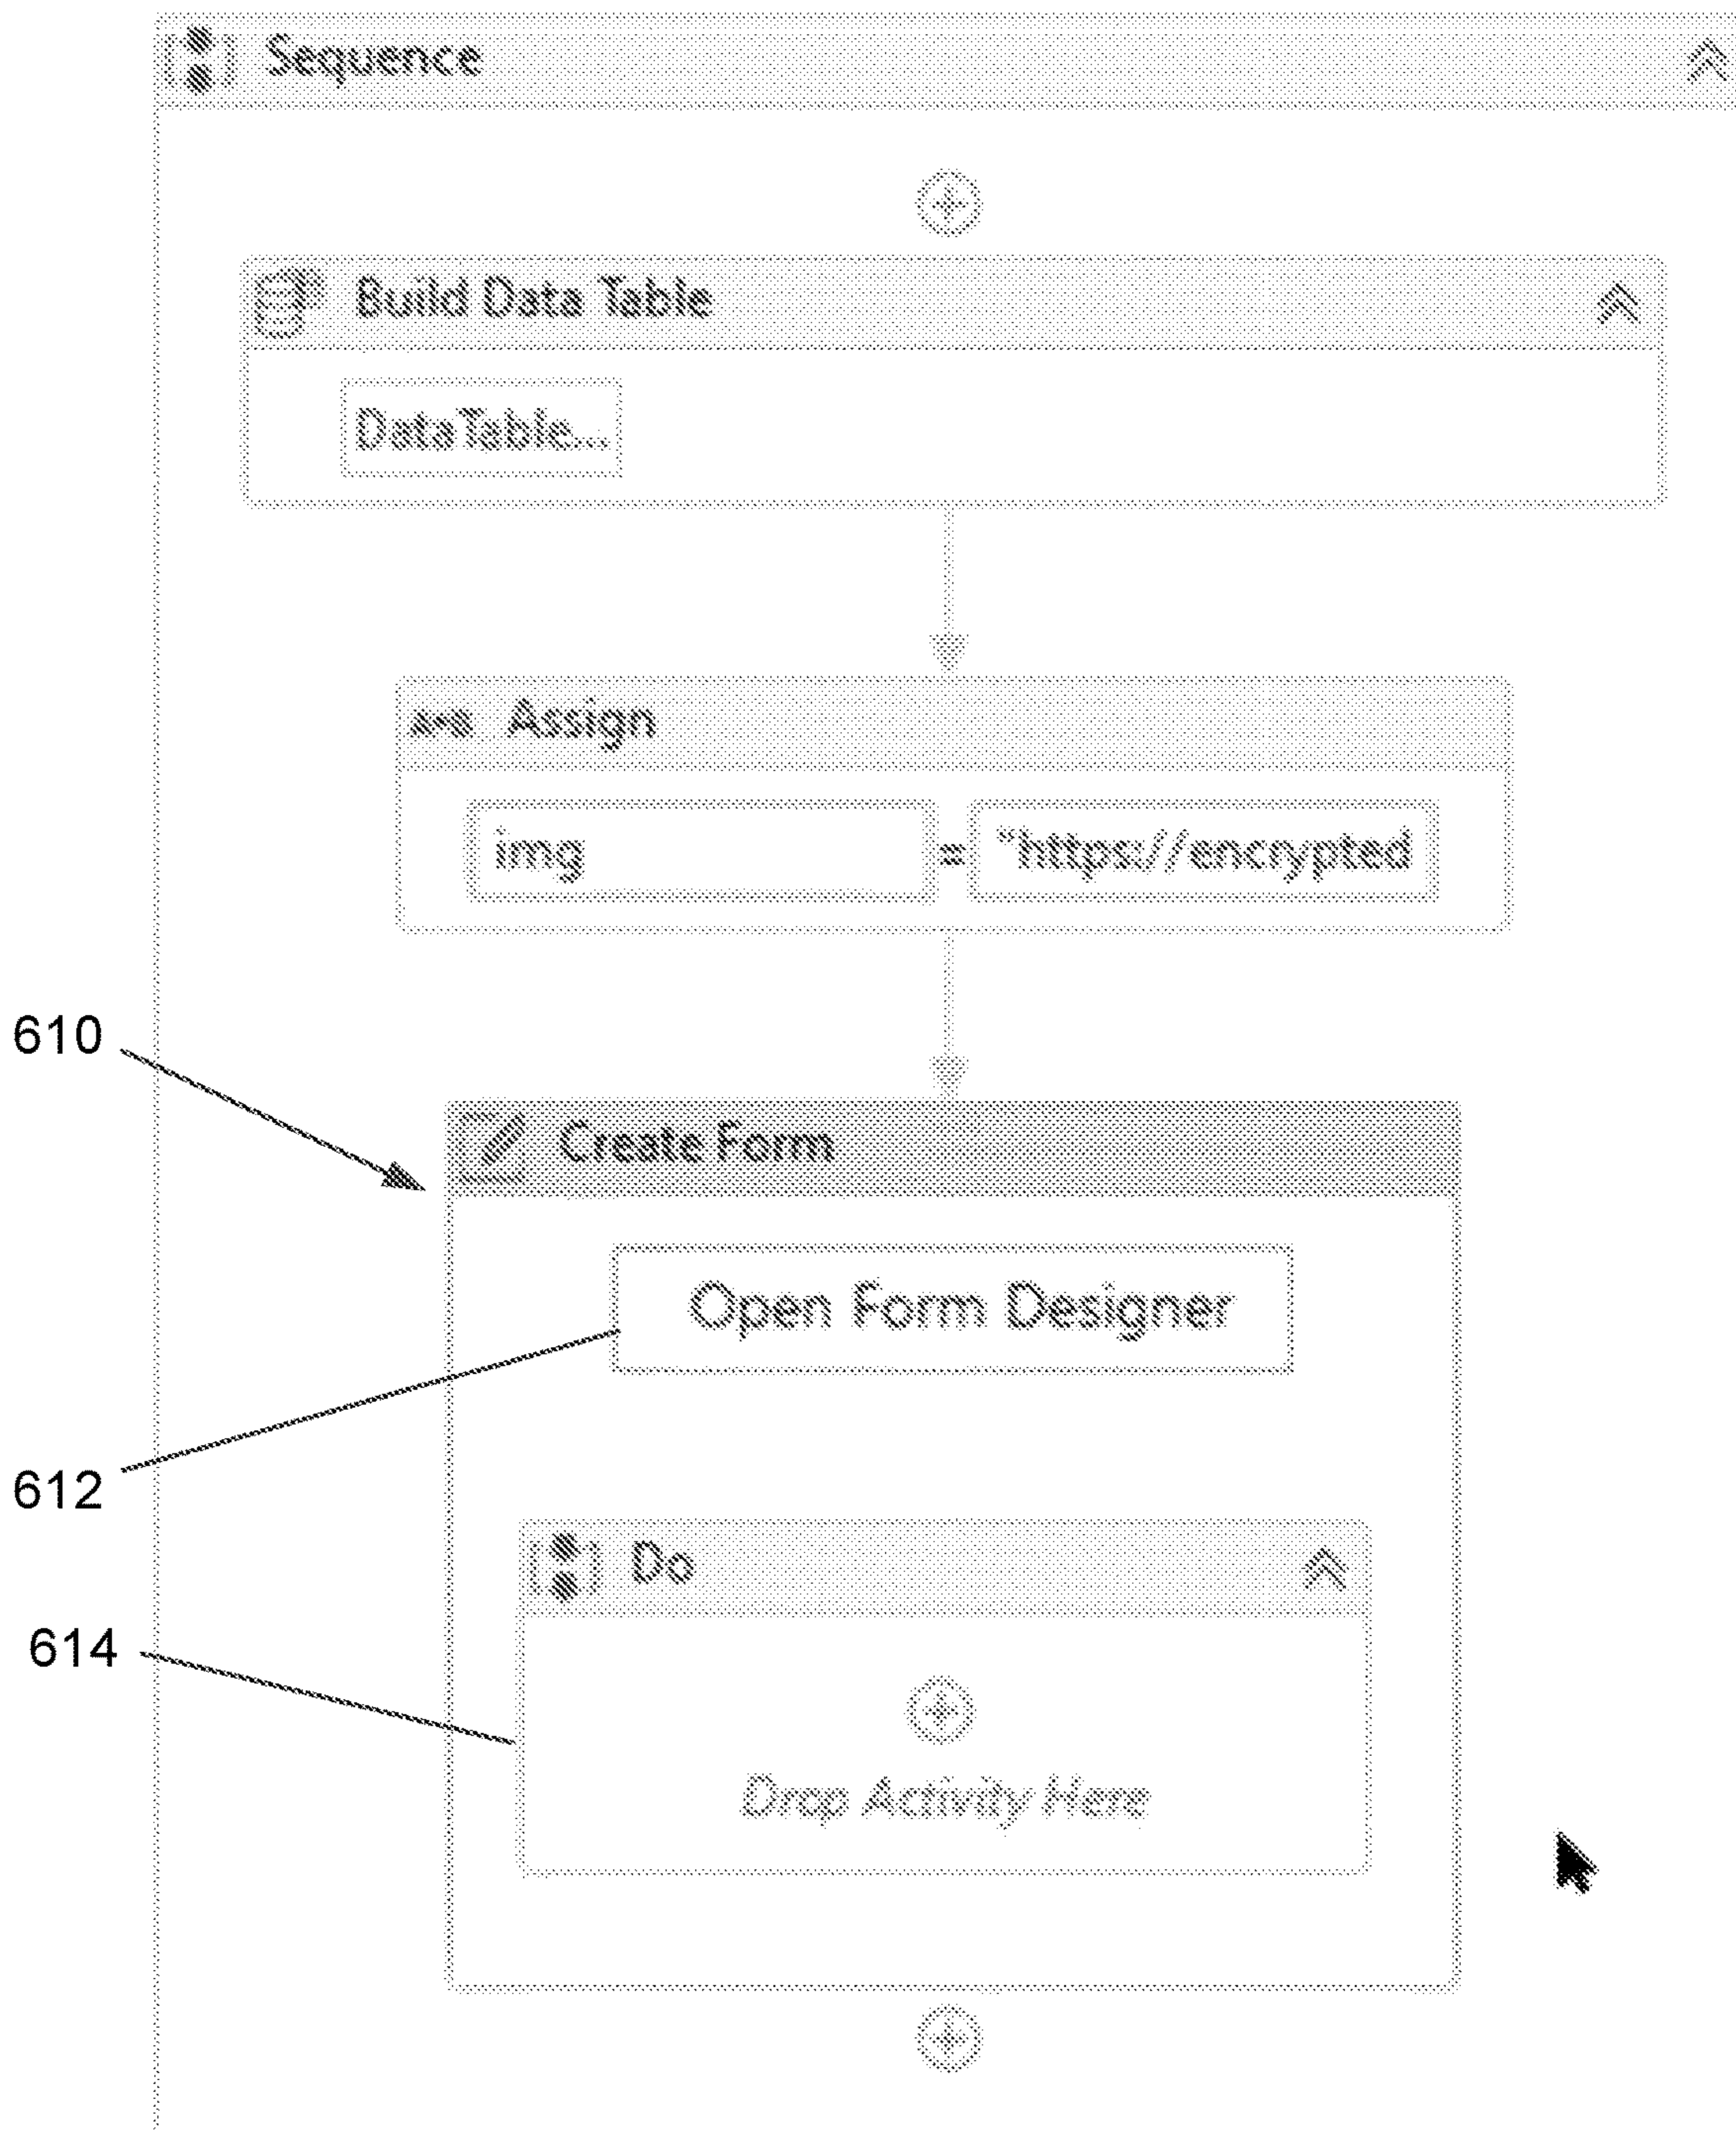 Sequence
Build Data Table
DataTable...
A+B Assign
img = "https://encrypted
610
Create Form
Open Form Designer
612
Do
614
Drop Activity Here